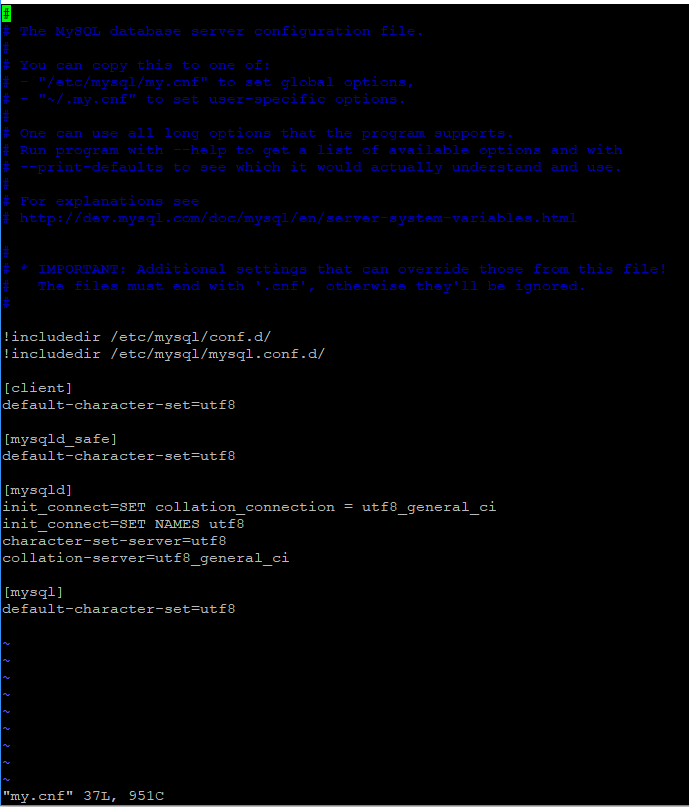 #
# The MySQL database server configuration file.
#
# You can copy this to one of:
# - "/etc/mysql/my.cnf" to set global options,
# - "~/.my.cnf" to set user-specific options.
#
# One can use all long options that the program supports.
# Run program with --help to get a list of available options and with
# --print-defaults to see which it would actually understand and use.
#
# For explanations see
# http://dev.mysql.com/doc/mysql/en/server-system-variables.html
#
# * IMPORTANT: Additional settings that can override those from this file!
#   The files must end with '.cnf', otherwise they'll be ignored.
#
!includedir /etc/mysql/conf.d/
!includedir /etc/mysql/mysql.conf.d/
[client]
default-character-set=utf8
[mysqld_safe]
default-character-set=utf8
[mysqld]
init_connect=SET collation_connection = utf8_general_ci
init_connect=SET NAMES utf8
character-set-server=utf8
collation-server=utf8_general_ci
[mysql]
default-character-set=utf8
~
~
~
~
~
~
~
~
~
"my.cnf" 37L, 951C